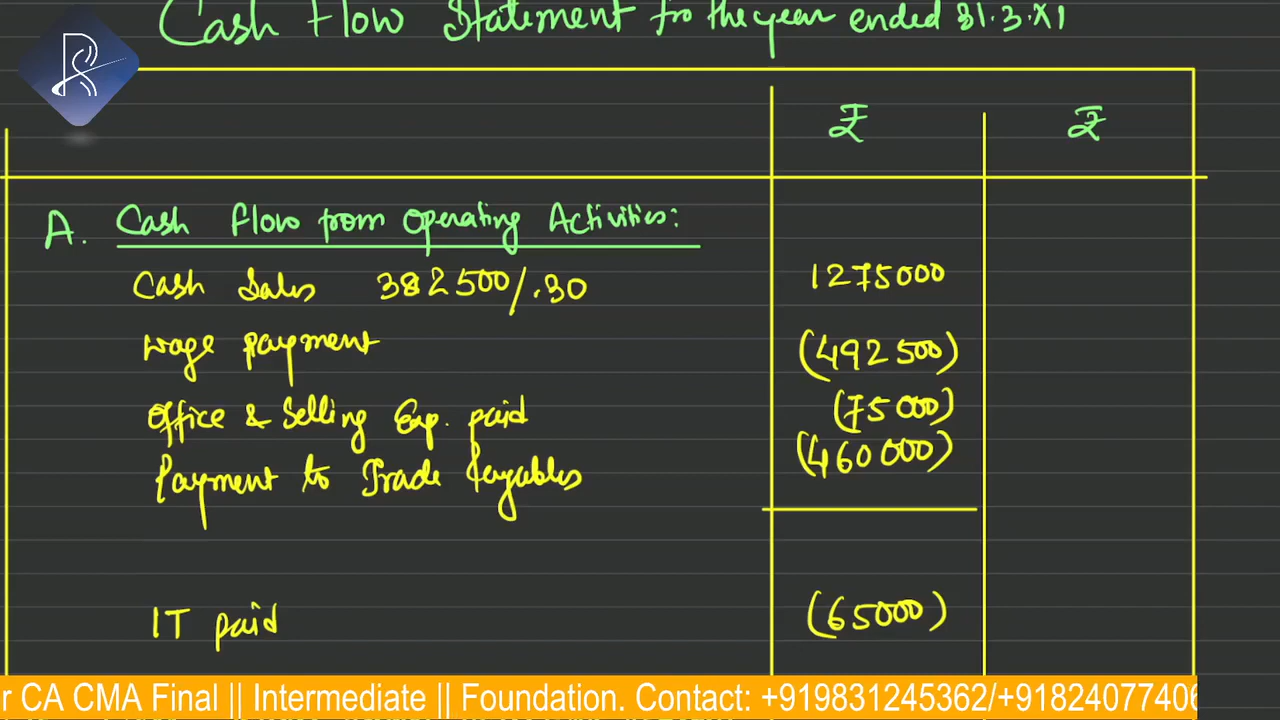 Cash Flow Statement for the year ended 31.3.X1
₹ ₹
A. Cash flow from Operating Activities:
Cash Sales 382500/.30 1275000
Wage payment (492500)
Office & Selling Exp. paid (75000)
Payment to Trade Payables (460000)
IT paid (65000)
r CA CMA Final || Intermediate || Foundation. Contact: +919831245362/+91824077406